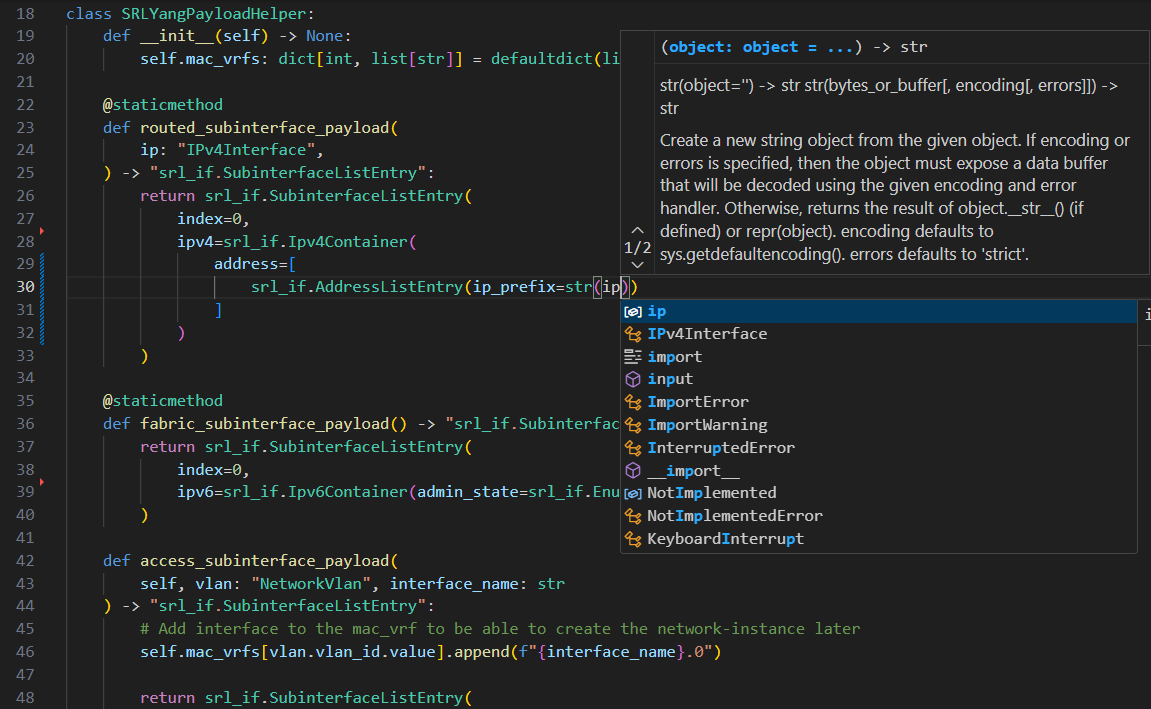 18 class SRLYangPayloadHelper:
19 def __init__(self) -> None:
20 self.mac_vrfs: dict[int, list[str]] = defaultdict(li
21
22 @staticmethod
23 def routed_subinterface_payload(
24 ip: "IPv4Interface",
25 ) -> "srl_if.SubinterfaceListEntry":
26 return srl_if.SubinterfaceListEntry(
27 index=0,
28 ipv4=srl_if.Ipv4Container(
29 address=[
30 srl_if.AddressListEntry(ip_prefix=str(ip))
31 ]
32 )
33 )
34
35 @staticmethod
36 def fabric_subinterface_payload() -> "srl_if.Subinterfac
37 return srl_if.SubinterfaceListEntry(
38 index=0,
39 ipv6=srl_if.Ipv6Container(admin_state=srl_if.Enu
40 )
41
42 def access_subinterface_payload(
43 self, vlan: "NetworkVlan", interface_name: str
44 ) -> "srl_if.SubinterfaceListEntry":
45 # Add interface to the mac_vrf to be able to create the network-instance later
46 self.mac_vrfs[vlan.vlan_id.value].append(f"{interface_name}.0")
47
48 return srl_if.SubinterfaceListEntry(
(object: object = ...) -> str
str(object='') -> str str(bytes_or_buffer[, encoding[, errors]]) ->
str
Create a new string object from the given object. If encoding or
errors is specified, then the object must expose a data buffer
that will be decoded using the given encoding and error
handler. Otherwise, returns the result of object.__str__() (if
defined) or repr(object). encoding defaults to
sys.getdefaultencoding(). errors defaults to 'strict'.
1/2
ip
IPv4Interface
import
input
ImportError
ImportWarning
InterruptedError
__import__
NotImplemented
NotImplementedError
KeyboardInterrupt